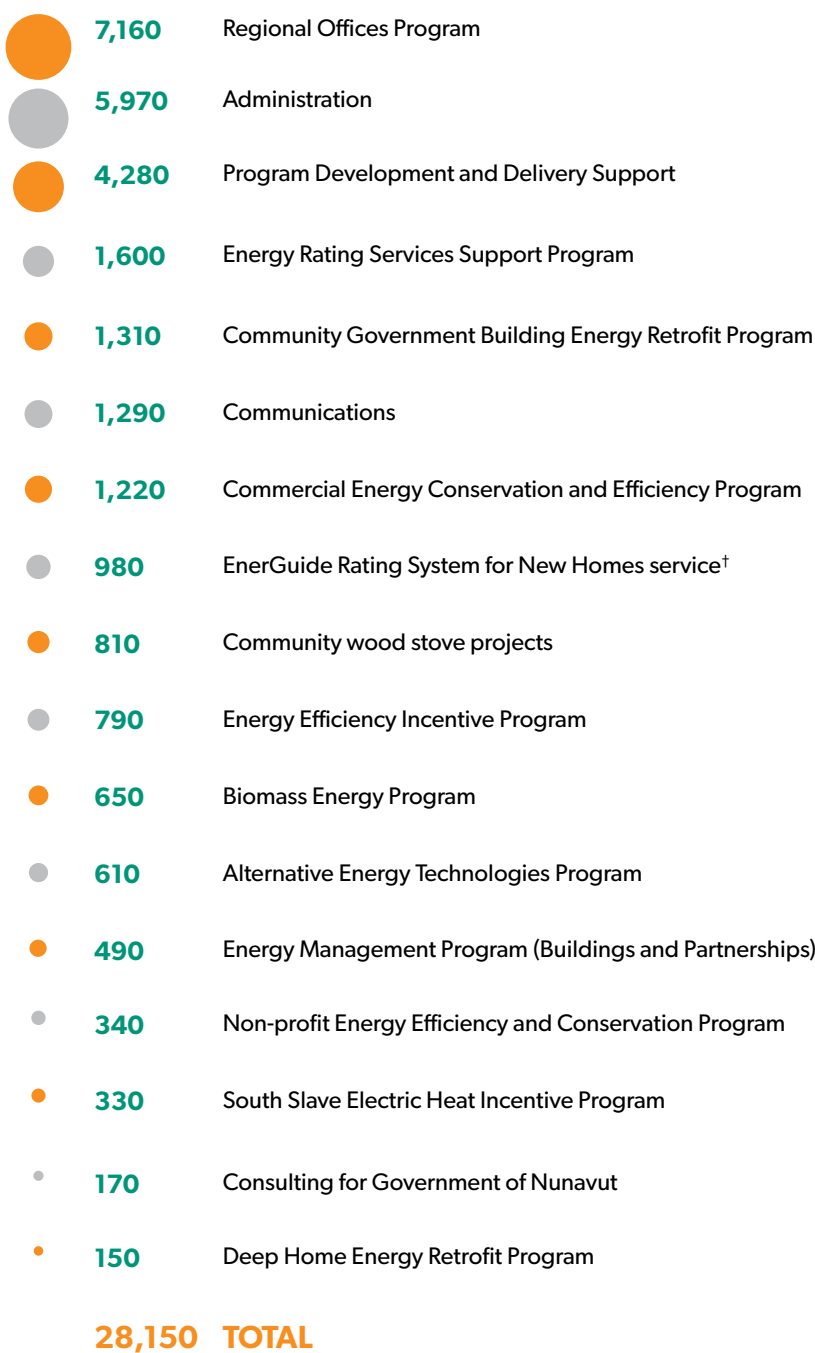 7,160 Regional Offices Program
5,970 Administration
4,280 Program Development and Delivery Support
1,600 Energy Rating Services Support Program
1,310 Community Government Building Energy Retrofit Program
1,290 Communications
1,220 Commercial Energy Conservation and Efficiency Program
980 EnerGuide Rating System for New Homes service†
810 Community wood stove projects
790 Energy Efficiency Incentive Program
650 Biomass Energy Program
610 Alternative Energy Technologies Program
490 Energy Management Program (Buildings and Partnerships)
340 Non-profit Energy Efficiency and Conservation Program
330 South Slave Electric Heat Incentive Program
170 Consulting for Government of Nunavut
150 Deep Home Energy Retrofit Program
28,150 TOTAL